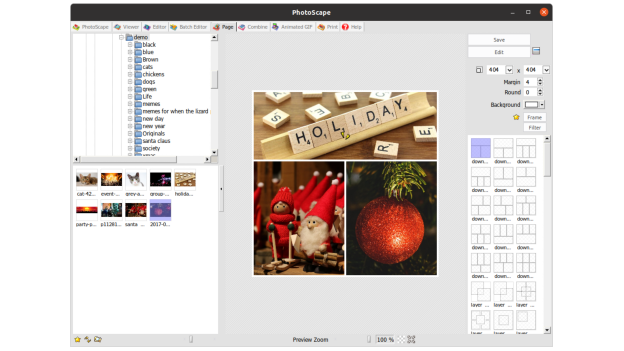 PhotoScape
PhotoScape Viewer Editor Batch Editor Page Combine Animated GIF Print Help
demo
black
blue
Brown
cats
chickens
dogs
green
Life
memes
memes for when the lizard
new day
new year
Originals
santa claus
society
cat-42... event-... grey-a... group-... holida...
party-p... p11281... santa ... 2017-0...
HOLIDAY
Save
Edit
404 x 404
Margin 4
Round 0
Background
Frame
Filter
down... down... down...
down... down... down...
down... down... down...
down... down... down...
down... down... down...
layer ... layer ... layer ...
layer ... layer ... layer...
Preview Zoom 100 %